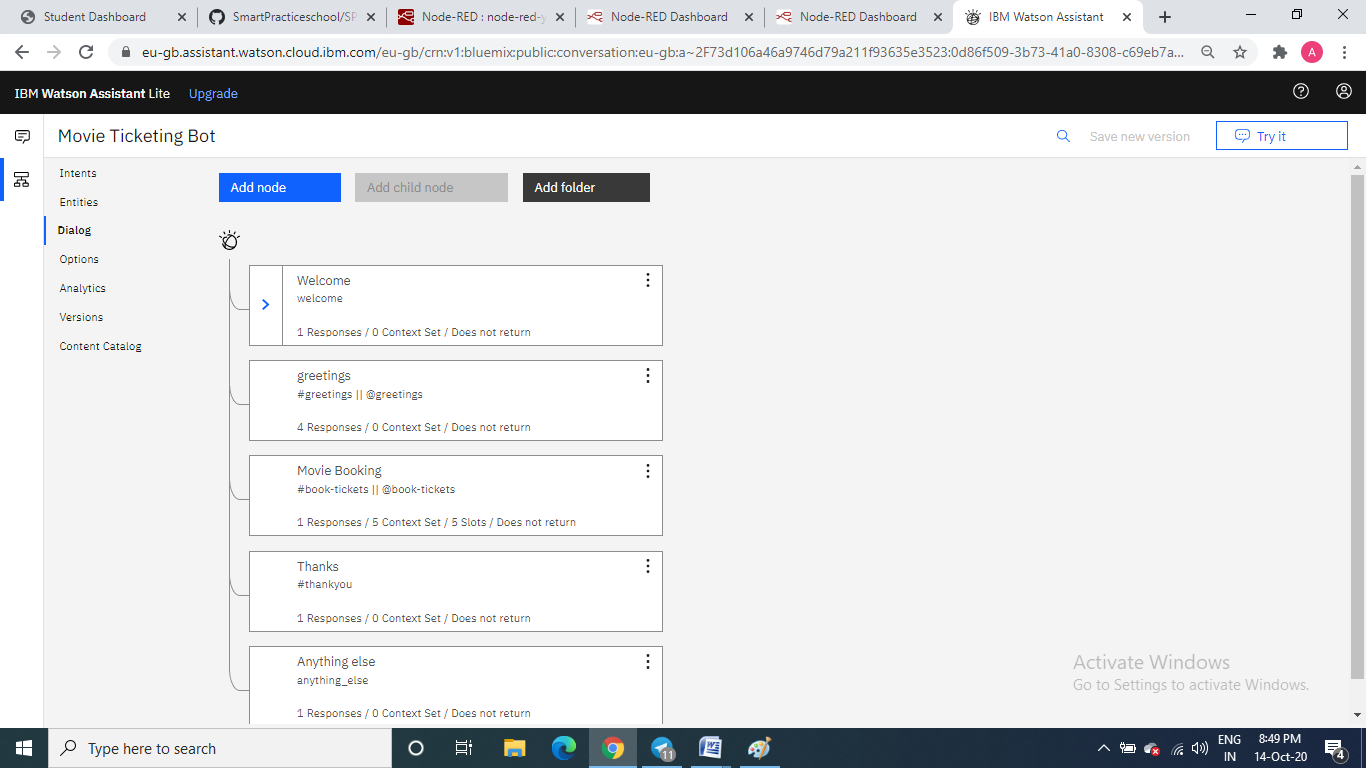 Student Dashboard
SmartPracticeschool/SP
Node-RED : node-red-y
Node-RED Dashboard
Node-RED Dashboard
IBM Watson Assistant
eu-gb.assistant.watson.cloud.ibm.com/eu-gb/crn:v1:bluemix:public:conversation:eu-gb:a~2F73d106a46a9746d79a211f93635e3523:0d86f509-3b73-41a0-8308-c69eb7a...
A
IBM Watson Assistant Lite
Upgrade
Movie Ticketing Bot
Save new version
Try it
Intents
Entities
Dialog
Options
Analytics
Versions
Content Catalog
Add node
Add child node
Add folder
Welcome
welcome
1 Responses / 0 Context Set / Does not return
greetings
#greetings || @greetings
4 Responses / 0 Context Set / Does not return
Movie Booking
#book-tickets || @book-tickets
1 Responses / 5 Context Set / 5 Slots / Does not return
Thanks
#thankyou
1 Responses / 0 Context Set / Does not return
Anything else
anything_else
1 Responses / 0 Context Set / Does not return
Activate Windows
Go to Settings to activate Windows.
Type here to search
11
ENG
IN
8:49 PM
14-Oct-20
4